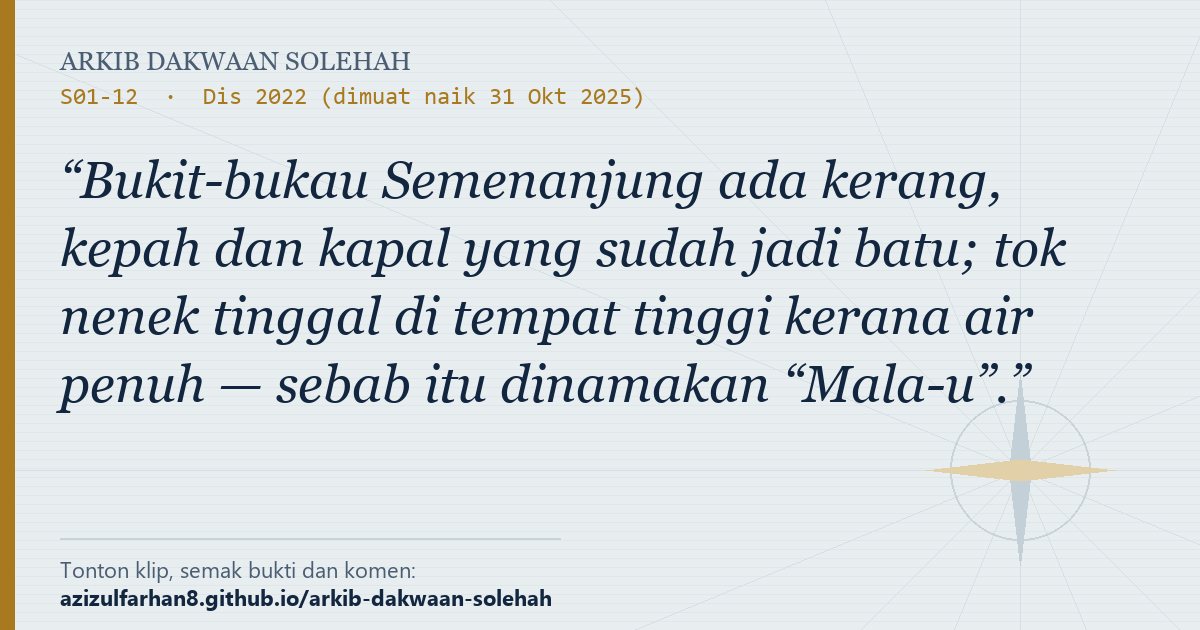 ARKIB DAKWAAN SOLEHAH
S01-12 · Dis 2022 (dimuat naik 31 Okt 2025)
“Bukit-bukau Semenanjung ada kerang,
kepah dan kapal yang sudah jadi batu; tok
nenek tinggal di tempat tinggi kerana air
penuh — sebab itu dinamakan “Mala-u”.”
Tonton klip, semak bukti dan komen:
azizulfarhan8.github.io/arkib-dakwaan-solehah